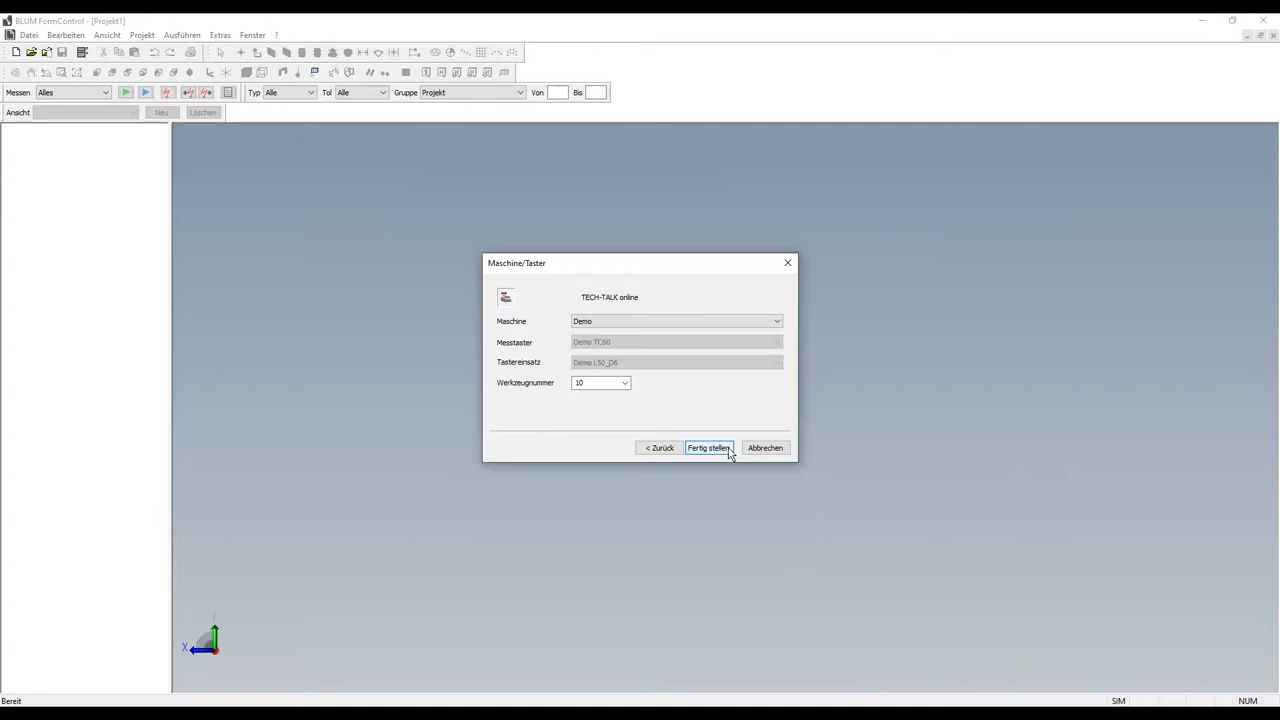 BLUM FormControl - [Projekt1]
Datei Bearbeiten Ansicht Projekt Ausführen Extras Fenster ?
Messen Alles Typ Alle Tol Alle Gruppe Projekt Von Bis
Ansicht Neu Löschen
Maschine/Taster
TECH-TALK online
Maschine Demo
Messtaster Demo TC60
Tastereinsatz Demo L50_D6
Werkzeugnummer 10
< Zurück Fertig stellen Abbrechen
Y
X
Bereit SIM NUM